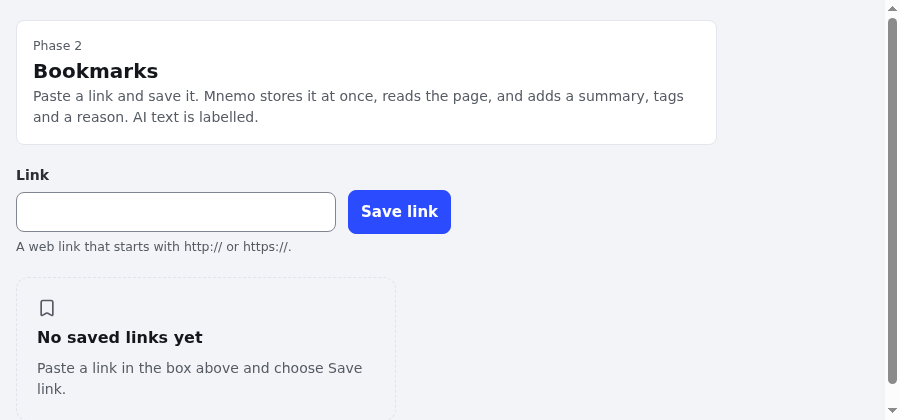 Phase 2
Bookmarks
Paste a link and save it. Mnemo stores it at once, reads the page, and adds a summary, tags
and a reason. AI text is labelled.
Link
Save link
A web link that starts with http:// or https://.
No saved links yet
Paste a link in the box above and choose Save
link.